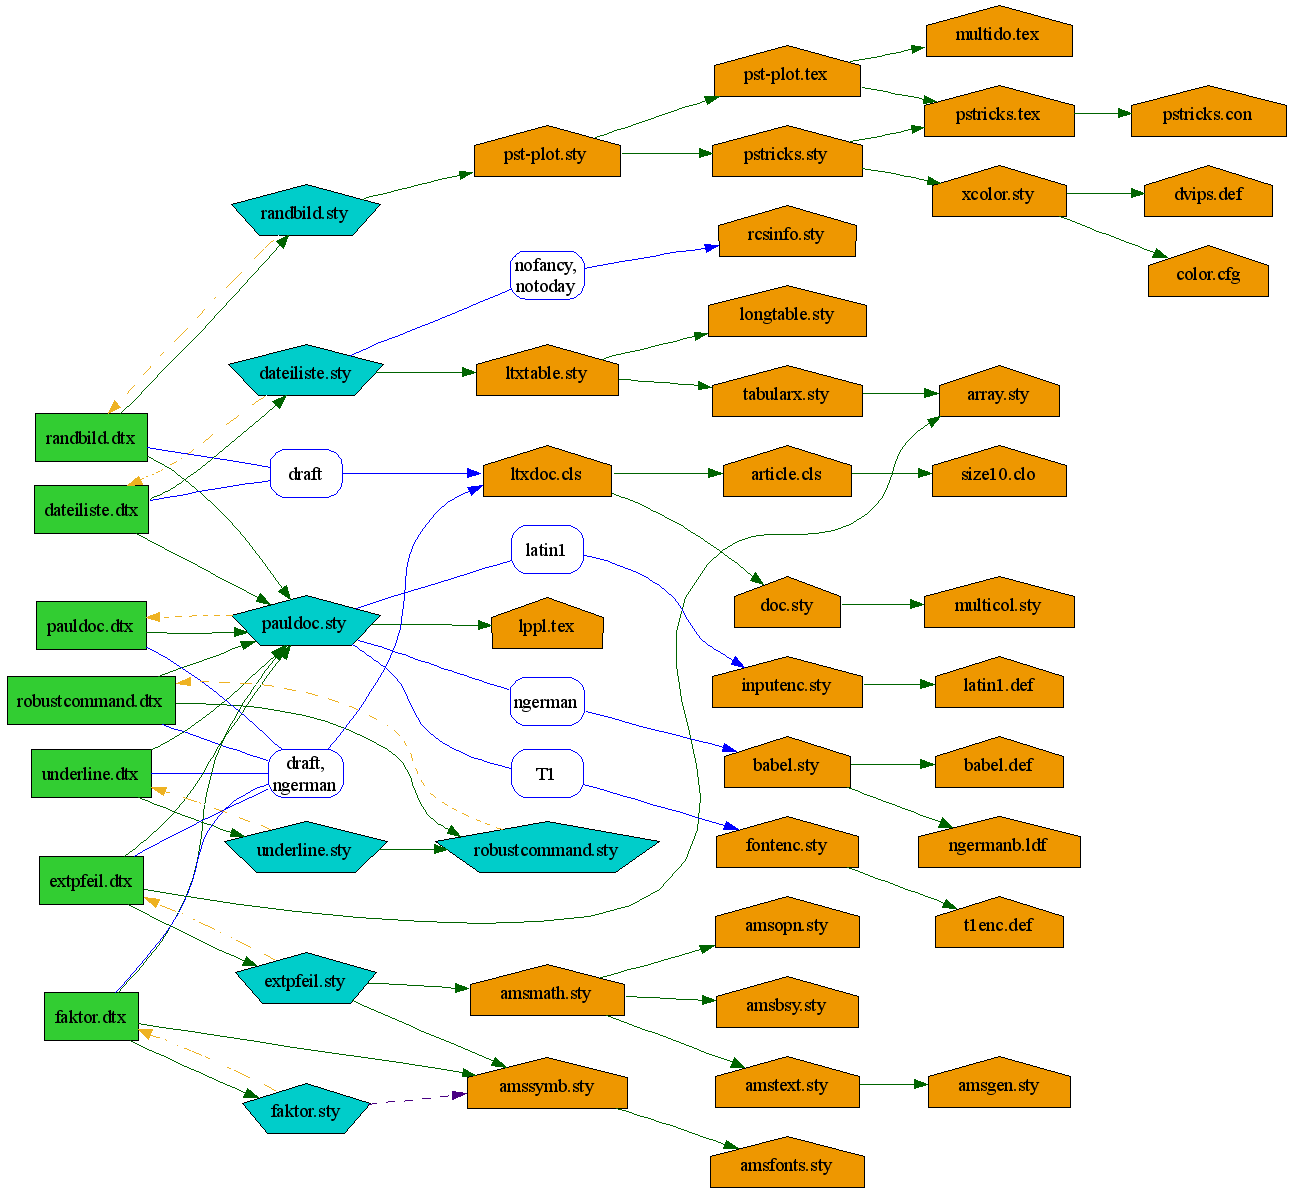 multido.tex
pst-plot.tex
pstricks.tex
pstricks.con
pst-plot.sty
pstricks.sty
xcolor.sty
dvips.def
randbild.sty
rcsinfo.sty
color.cfg
nofancy,
notoday
longtable.sty
dateiliste.sty
ltxtable.sty
tabularx.sty
array.sty
randbild.dtx
draft
ltxdoc.cls
article.cls
size10.clo
dateiliste.dtx
latin1
doc.sty
multicol.sty
pauldoc.dtx
pauldoc.sty
lppl.tex
inputenc.sty
latin1.def
robustcommand.dtx
ngerman
underline.dtx
draft,
ngerman
T1
babel.sty
babel.def
underline.sty
robustcommand.sty
fontenc.sty
ngermanb.ldf
extpfeil.dtx
amsopn.sty
t1enc.def
extpfeil.sty
amsmath.sty
amsbsy.sty
faktor.dtx
amssymb.sty
amstext.sty
amsgen.sty
faktor.sty
amsfonts.sty